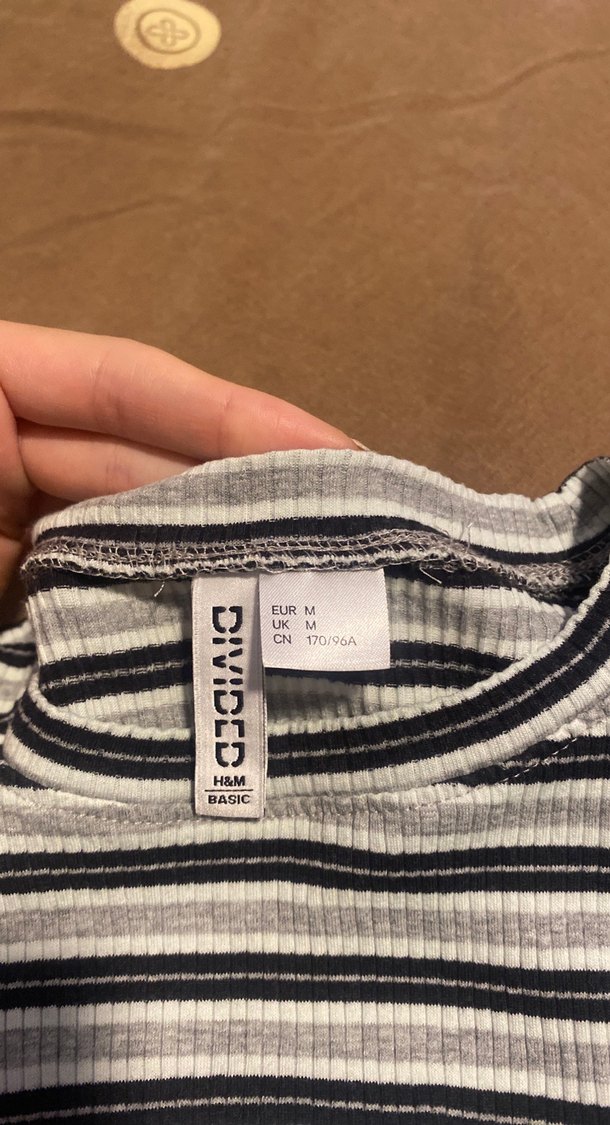 DIVIDED
H&M
BASIC
EUR M
UK M
CN 170/96A